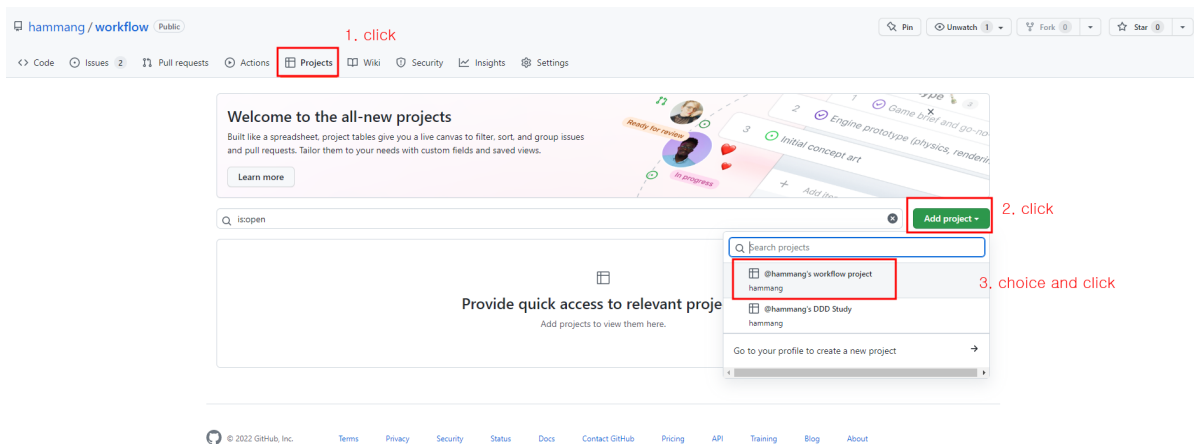 hammang / workflow Public
1. click
Pin
Unwatch 1
Fork 0
Star 0
Code
Issues 2
Pull requests
Actions
Projects
Wiki
Security
Insights
Settings
Welcome to the all-new projects
Built like a spreadsheet, project tables give you a live canvas to filter, sort, and group issues
and pull requests. Tailor them to your needs with custom fields and saved views.
Learn more
Ready for review
In progress
1 Game brief and go-no-
2 Engine prototype (physics, renderin
3 Initial concept art
+ Add ite
is:open
Add project
2. click
Search projects
@hammang's workflow project
hammang
3. choice and click
@hammang's DDD Study
hammang
Go to your profile to create a new project
Provide quick access to relevant proje
Add projects to view them here.
© 2022 GitHub, Inc.
Terms
Privacy
Security
Status
Docs
Contact GitHub
Pricing
API
Training
Blog
About